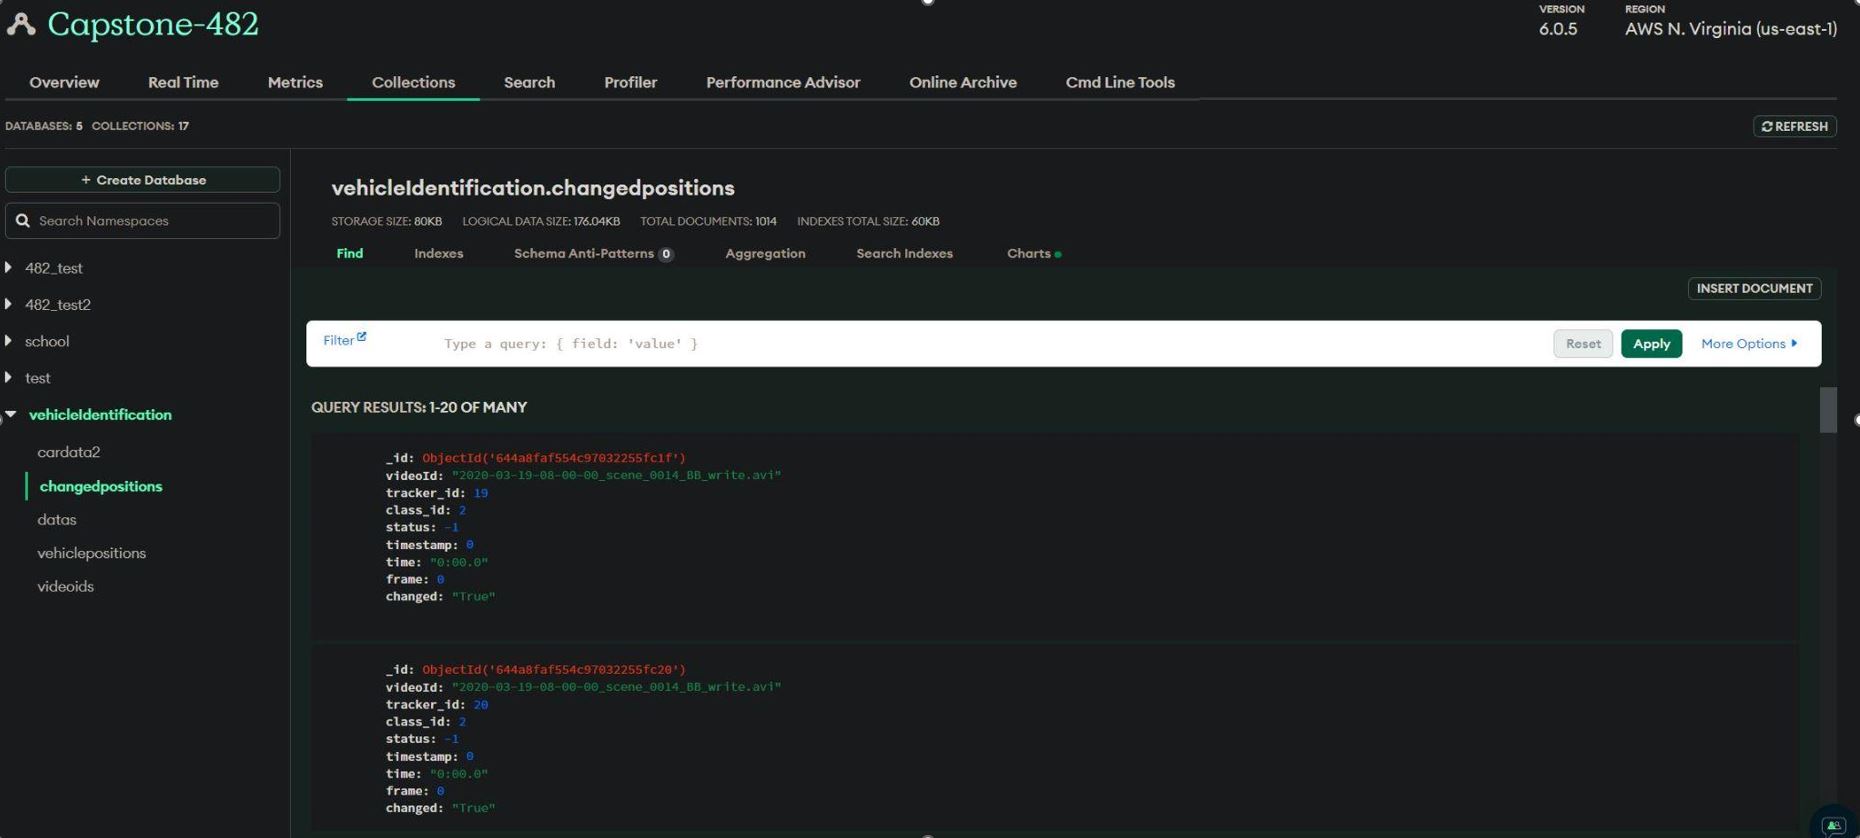 Capstone-482
VERSION
6.0.5
REGION
AWS N. Virginia (us-east-1)
Overview Real Time Metrics Collections Search Profiler Performance Advisor Online Archive Cmd Line Tools
DATABASES: 5 COLLECTIONS: 17
REFRESH
+ Create Database
Search Namespaces
482_test
482_test2
school
test
vehicleIdentification
cardata2
changedpositions
datas
vehiclepositions
videoids
vehicleIdentification.changedpositions
STORAGE SIZE: 80KB LOGICAL DATA SIZE: 176.04KB TOTAL DOCUMENTS: 1014 INDEXES TOTAL SIZE: 60KB
Find Indexes Schema Anti-Patterns 0 Aggregation Search Indexes Charts
INSERT DOCUMENT
Filter Type a query: { field: 'value' } Reset Apply More Options
QUERY RESULTS: 1-20 OF MANY
_id: ObjectId('644a8faf554c97032255fc1f')
videoId: "2020-03-19-08-00-00_scene_0014_BB_write.avi"
tracker_id: 19
class_id: 2
status: -1
timestamp: 0
time: "0:00.0"
frame: 0
changed: "True"
_id: ObjectId('644a8faf554c97032255fc20')
videoId: "2020-03-19-08-00-00_scene_0014_BB_write.avi"
tracker_id: 20
class_id: 2
status: -1
timestamp: 0
time: "0:00.0"
frame: 0
changed: "True"